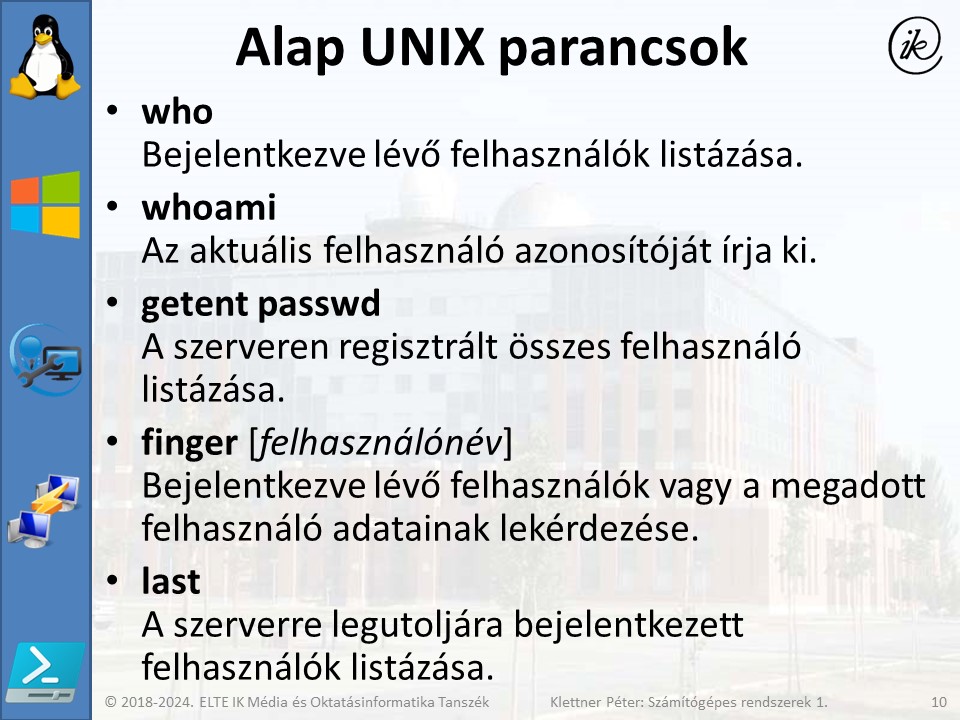 Alap UNIX parancsok
ik
• who
Bejelentkezve lévő felhasználók listázása.
• whoami
Az aktuális felhasználó azonosítóját írja ki.
• getent passwd
A szerveren regisztrált összes felhasználó
listázása.
• finger [felhasználónév]
Bejelentkezve lévő felhasználók vagy a megadott
felhasználó adatainak lekérdezése.
• last
A szerverre legutoljára bejelentkezett
felhasználók listázása.
© 2018-2024. ELTE IK Média és Oktatásinformatika Tanszék Klettner Péter: Számítógépes rendszerek 1. 10